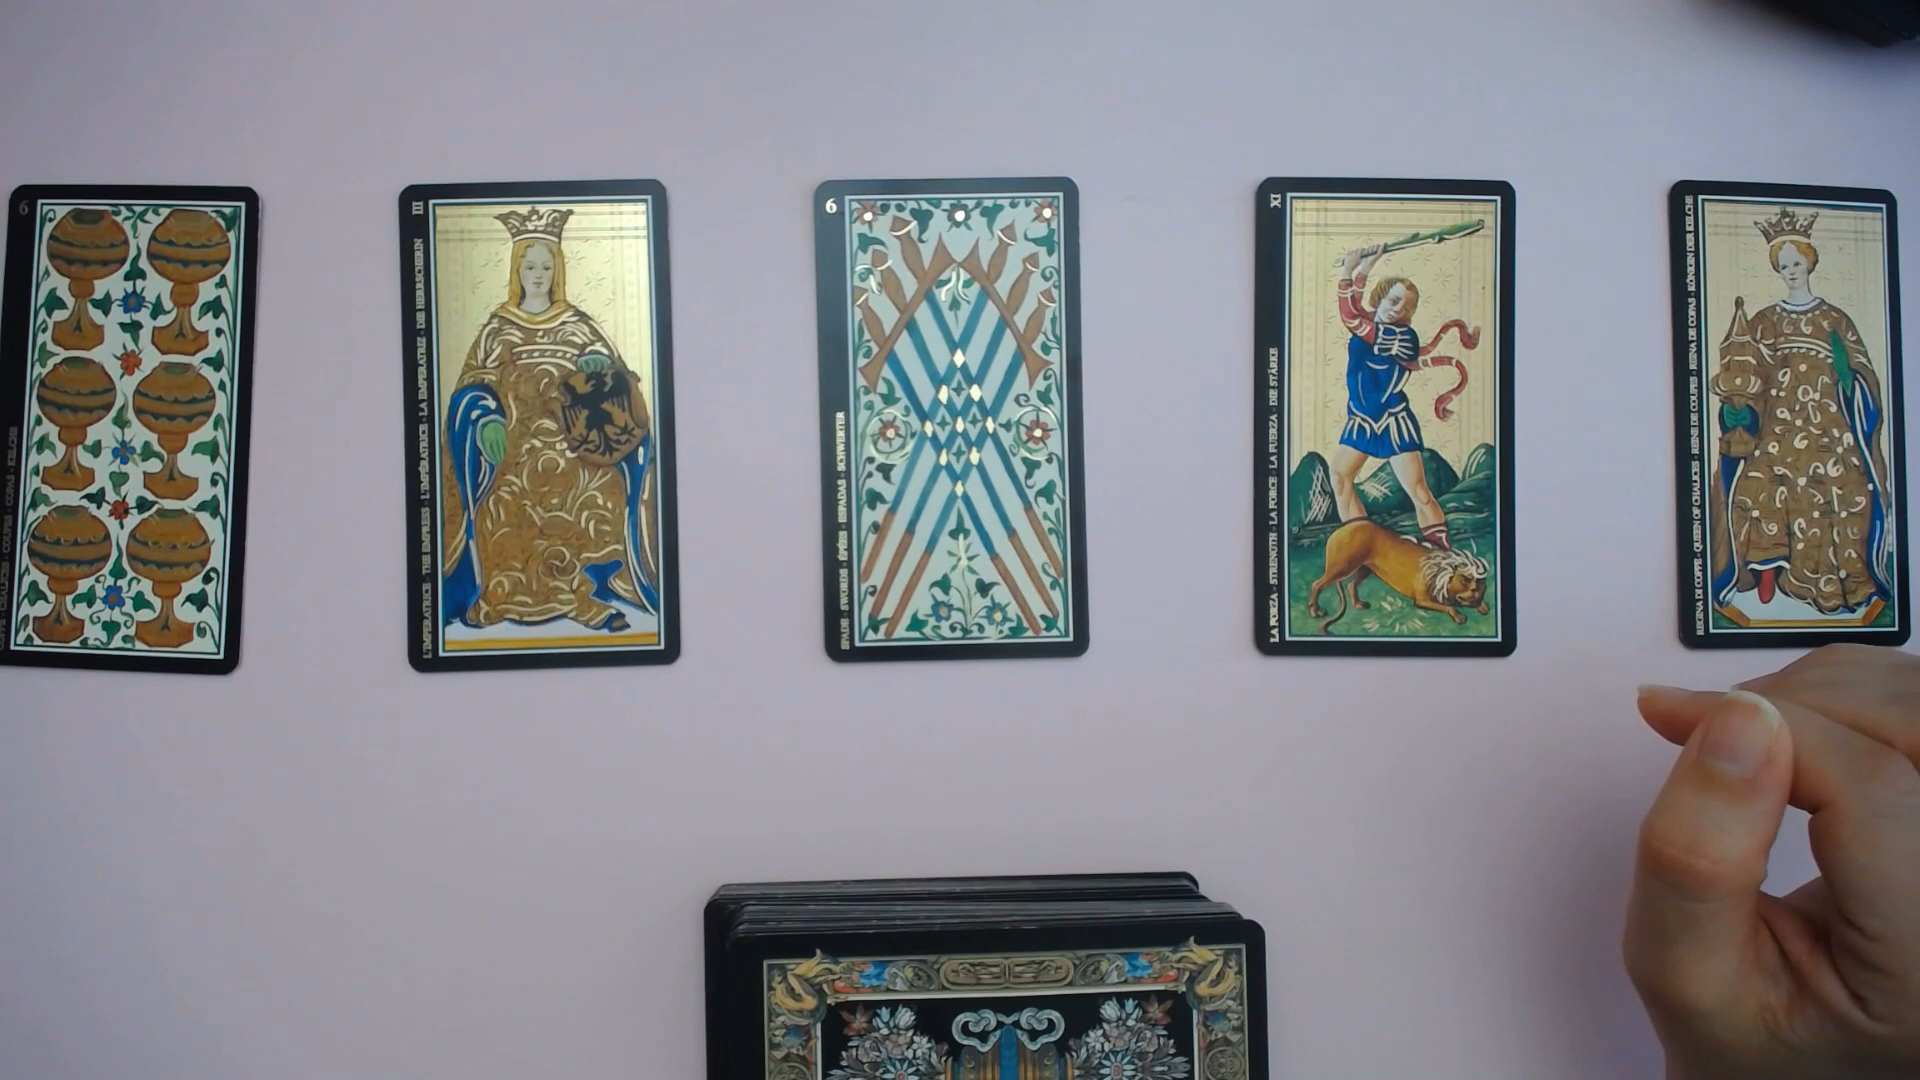 6
COPPE - CHALICES - COUPES - COPAS - KELCHE
III
L'IMPERATRICE - THE EMPRESS - L'IMPÉRATRICE - LA EMPERATRIZ - DIE HERRSCHERIN
6
SPADE - SWORDS - ÉPÉES - ESPADAS - SCHWERTER
XI
LA FORZA - STRENGTH - LA FORCE - LA FUERZA - DIE STÄRKE
REGINA DI COPPE - QUEEN OF CHALICES - REINE DE COUPES - REINA DE COPAS - KÖNIGIN DER KELCHE